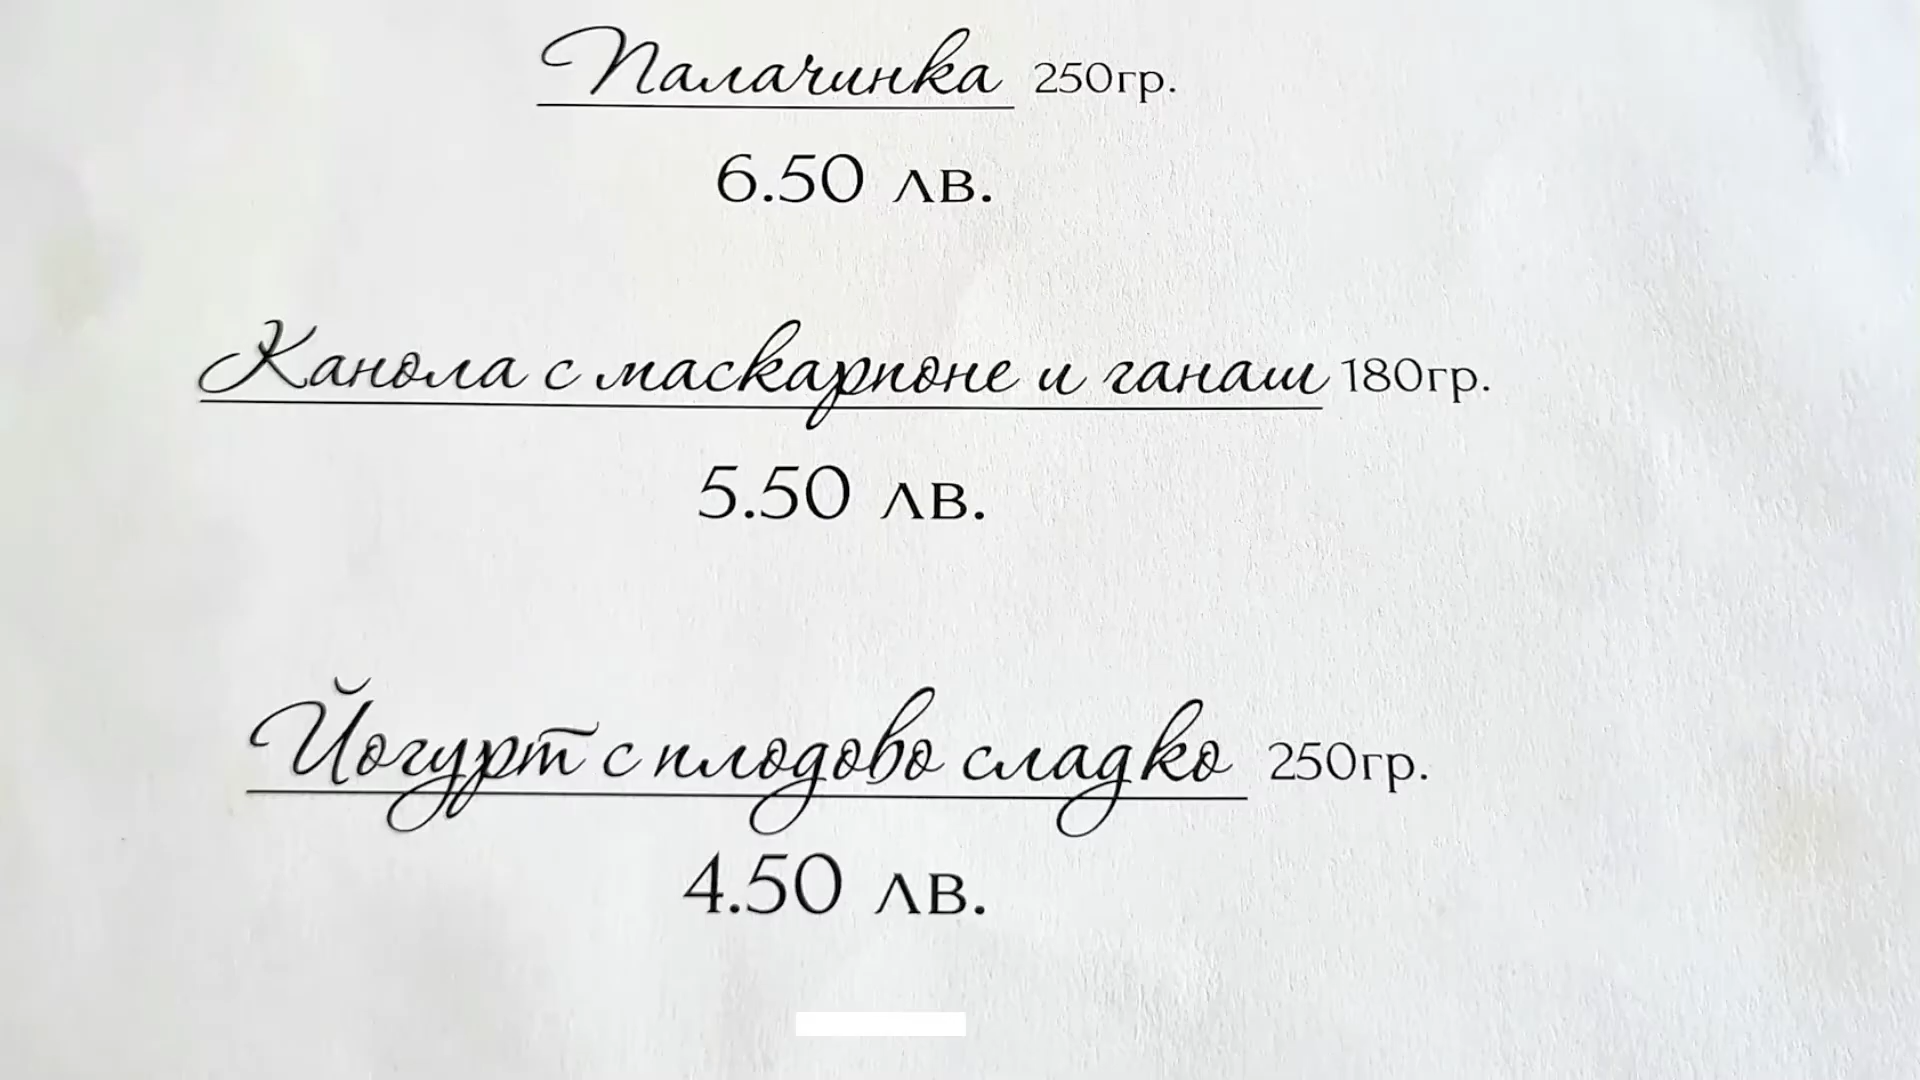 Палачинка 250гр.
6.50 лв.
Канола с маскарпоне и ганаш 180гр.
5.50 лв.
Йогурт с плодово сладко 250гр.
4.50 лв.